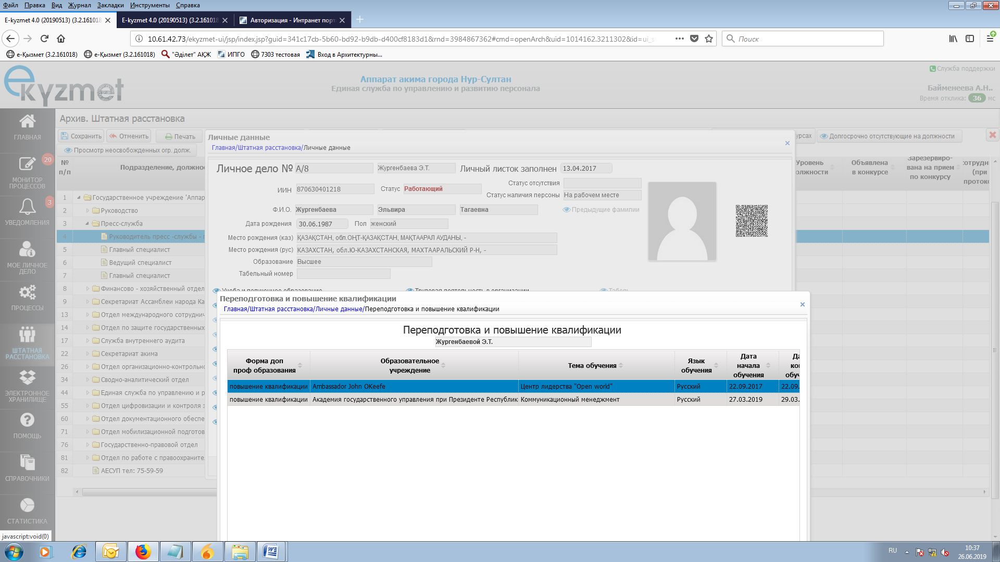 Файл Правка Вид Журнал Закладки Инструменты Справка
E-kyzmet 4.0 (20190513) (3.2.161018 E-kyzmet 4.0 (20190513) (3.2.161018 Авторизация - Интранет порт
10.61.42.73/ekyzmet-ui/jsp/index.jsp?guid=341c17cb-5b60-bd92-b9db-d400cf8183d1&rnd=3984867362#cmd=openArch&uid=1014162.3211302&id=ui_s Поиск
е-Қызмет (3.2.161018) е-Қызмет (3.2.161018) "Әділет" АҚЖ ИПГО 7303 тестовая Вход в Архитектурны...
e kyzmet
Аппарат акима города Нур-Султан
Единая служба по управлению и развитию персонала
Служба поддержки
Байменеева А.Н..
Время отклика: 36 мс
ГЛАВНАЯ
20
МОНИТОР
ПРОЦЕССОВ
3
УВЕДОМЛЕНИЯ
МОЕ ЛИЧНОЕ
ДЕЛО
ПРОЦЕССЫ
ШТАТНАЯ
РАССТАНОВКА
ЭЛЕКТРОННОЕ
ХРАНИЛИЩЕ
ПОМОЩЬ
СПРАВОЧНИКИ
СТАТИСТИКА
javascript:void(0)
Архив. Штатная расстановка
Сохранить Отменить Печать
урсах Долгосрочно отсутствующие на должности
Просмотр неосвобожденных огр. долж.
№
п/п
Подразделение, должнос
Уровень
олжности
Объявлена
в конкурсе
Зарезервиро-
вана на прием
по конкурсу
отрудн
(при
протоко
1 Государственное учреждение "Аппар
2 Руководство
3 Пресс-служба
4 Руководитель пресс -службы - п
5 Главный специалист
6 Ведущий специалист
7 Главный специалист
8 Финансово - хозяйственный отдел
9 Секретариат Ассамблеи народа Ка
13 Отдел международного сотруднич
14 Отдел по защите государственных
17 Служба внутреннего аудита
22 Секретариат акима
26 Отдел организационно-контрольно
34 Сводно-аналитический отдел
44 Единая служба по управлению и р
55 Отдел цифровизации и контроля з
60 Отдел документационного обеспе
71 Отдел мобилизационной подготов
76 Государственно-правовой отдел
81 Отдел по работе с правоохраните
82 АЕСУП тел: 75-59-59
Личные данные
Главная/Штатная расстановка/Личные данные
Личное дело № А/8 Жургенбаева Э.Т. Личный листок заполнен 13.04.2017
ИИН 870630401218 Статус Работающий
Статус отсутствия
Статус наличия персоны На рабочем месте
Ф.И.О. Жургенбаева Эльвира Тагаевна Предыдущие фамилии
Дата рождения 30.06.1987 Пол женский
Место рождения (каз) ҚАЗАҚСТАН, обл.ОҢТ-ҚАЗАҚСТАН, МАҚТААРАЛ АУДАНЫ, -
Место рождения (рус) КАЗАХСТАН, обл.Ю-КАЗАХСТАНСКАЯ, МАХТААРАЛЬСКИЙ Р-Н, -
Образование Высшее
Табельный номер
Учеба и полученное образование Трудовая деятельность в организации Табель
Переподготовка и повышение квалификации
Главная/Штатная расстановка/Личные данные/Переподготовка и повышение квалификации
Переподготовка и повышение квалификации
Жургенбаевой Э.Т.
Форма доп
проф образования
Образовательное
учреждение
Тема обучения
Язык
обучения
Дата
начала
обучения
Да
кон
обуч
повышение квалификации Ambassador John OKeefe Центр лидерства "Open world" Русский 22.09.2017 22.09.
повышение квалификации Академия государственного управления при Президенте Республик Коммуникационный менеджмент Русский 27.03.2019 29.03.
RU 10:37
26.06.2019